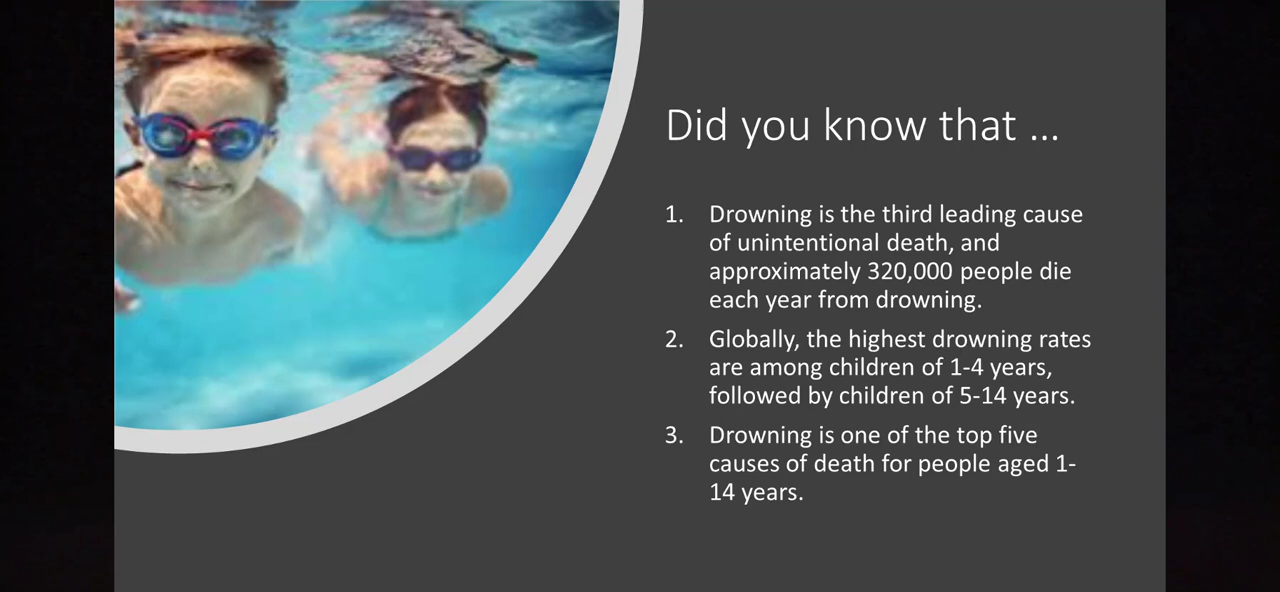 Did you know that ...
1. Drowning is the third leading cause
of unintentional death, and
approximately 320,000 people die
each year from drowning.
2. Globally, the highest drowning rates
are among children of 1-4 years,
followed by children of 5-14 years.
3. Drowning is one of the top five
causes of death for people aged 1-
14 years.